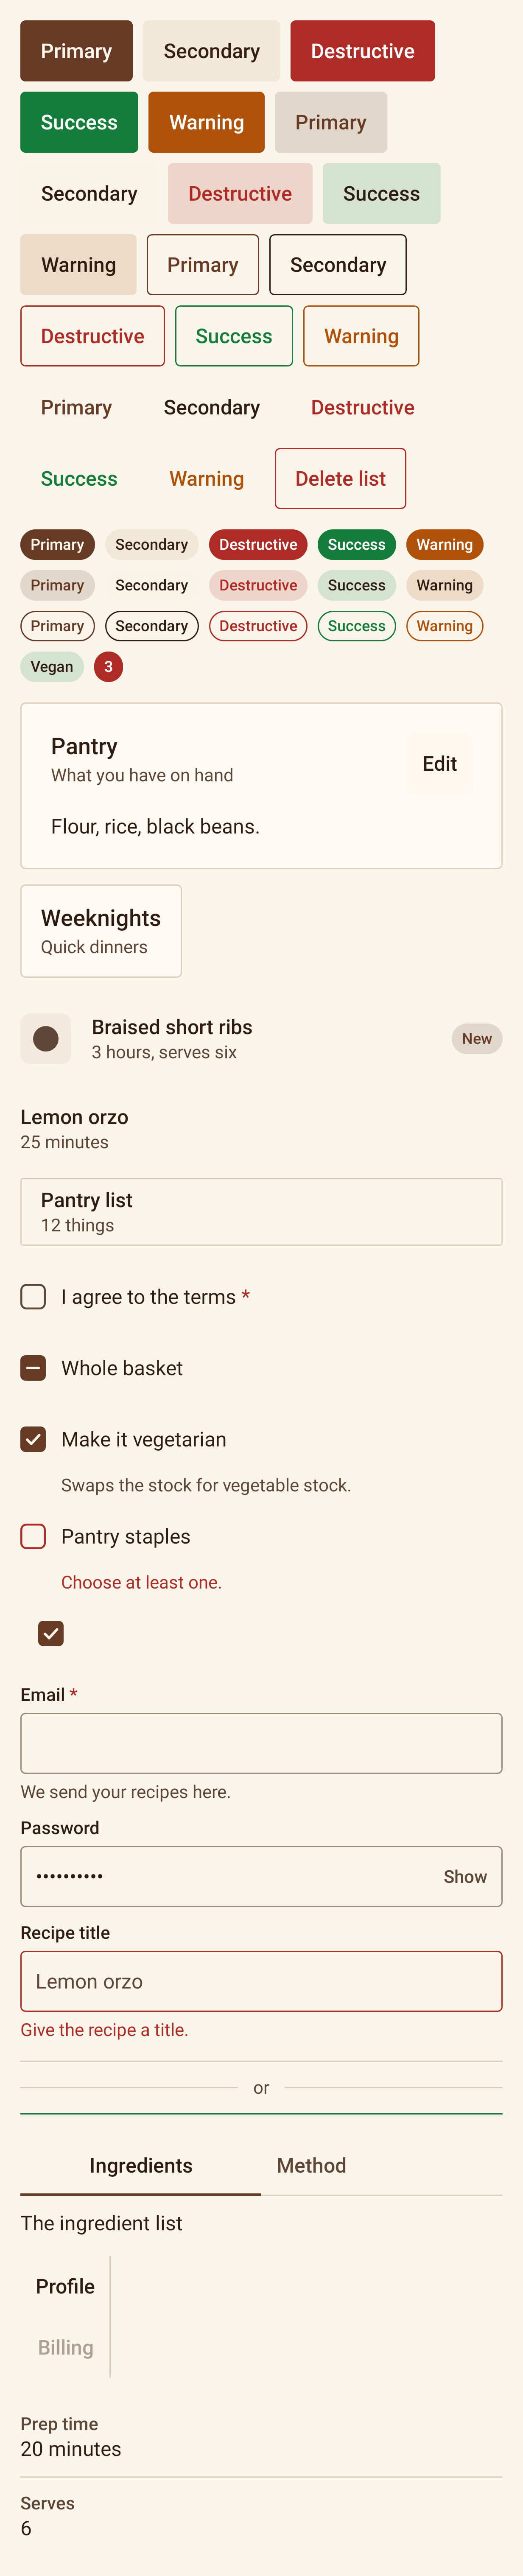 Primary Secondary Destructive
Success Warning Primary
Secondary Destructive Success
Warning Primary Secondary
Destructive Success Warning
Primary Secondary Destructive
Success Warning Delete list
Primary Secondary Destructive Success Warning
Primary Secondary Destructive Success Warning
Primary Secondary Destructive Success Warning
Vegan 3
Pantry
What you have on hand
Edit
Flour, rice, black beans.
Weeknights
Quick dinners
Braised short ribs
3 hours, serves six
New
Lemon orzo
25 minutes
Pantry list
12 things
I agree to the terms *
Whole basket
Make it vegetarian
Swaps the stock for vegetable stock.
Pantry staples
Choose at least one.
Email *
We send your recipes here.
Password
•••••••••• Show
Recipe title
Lemon orzo
Give the recipe a title.
or
Ingredients Method
The ingredient list
Profile
Billing
Prep time
20 minutes
Serves
6